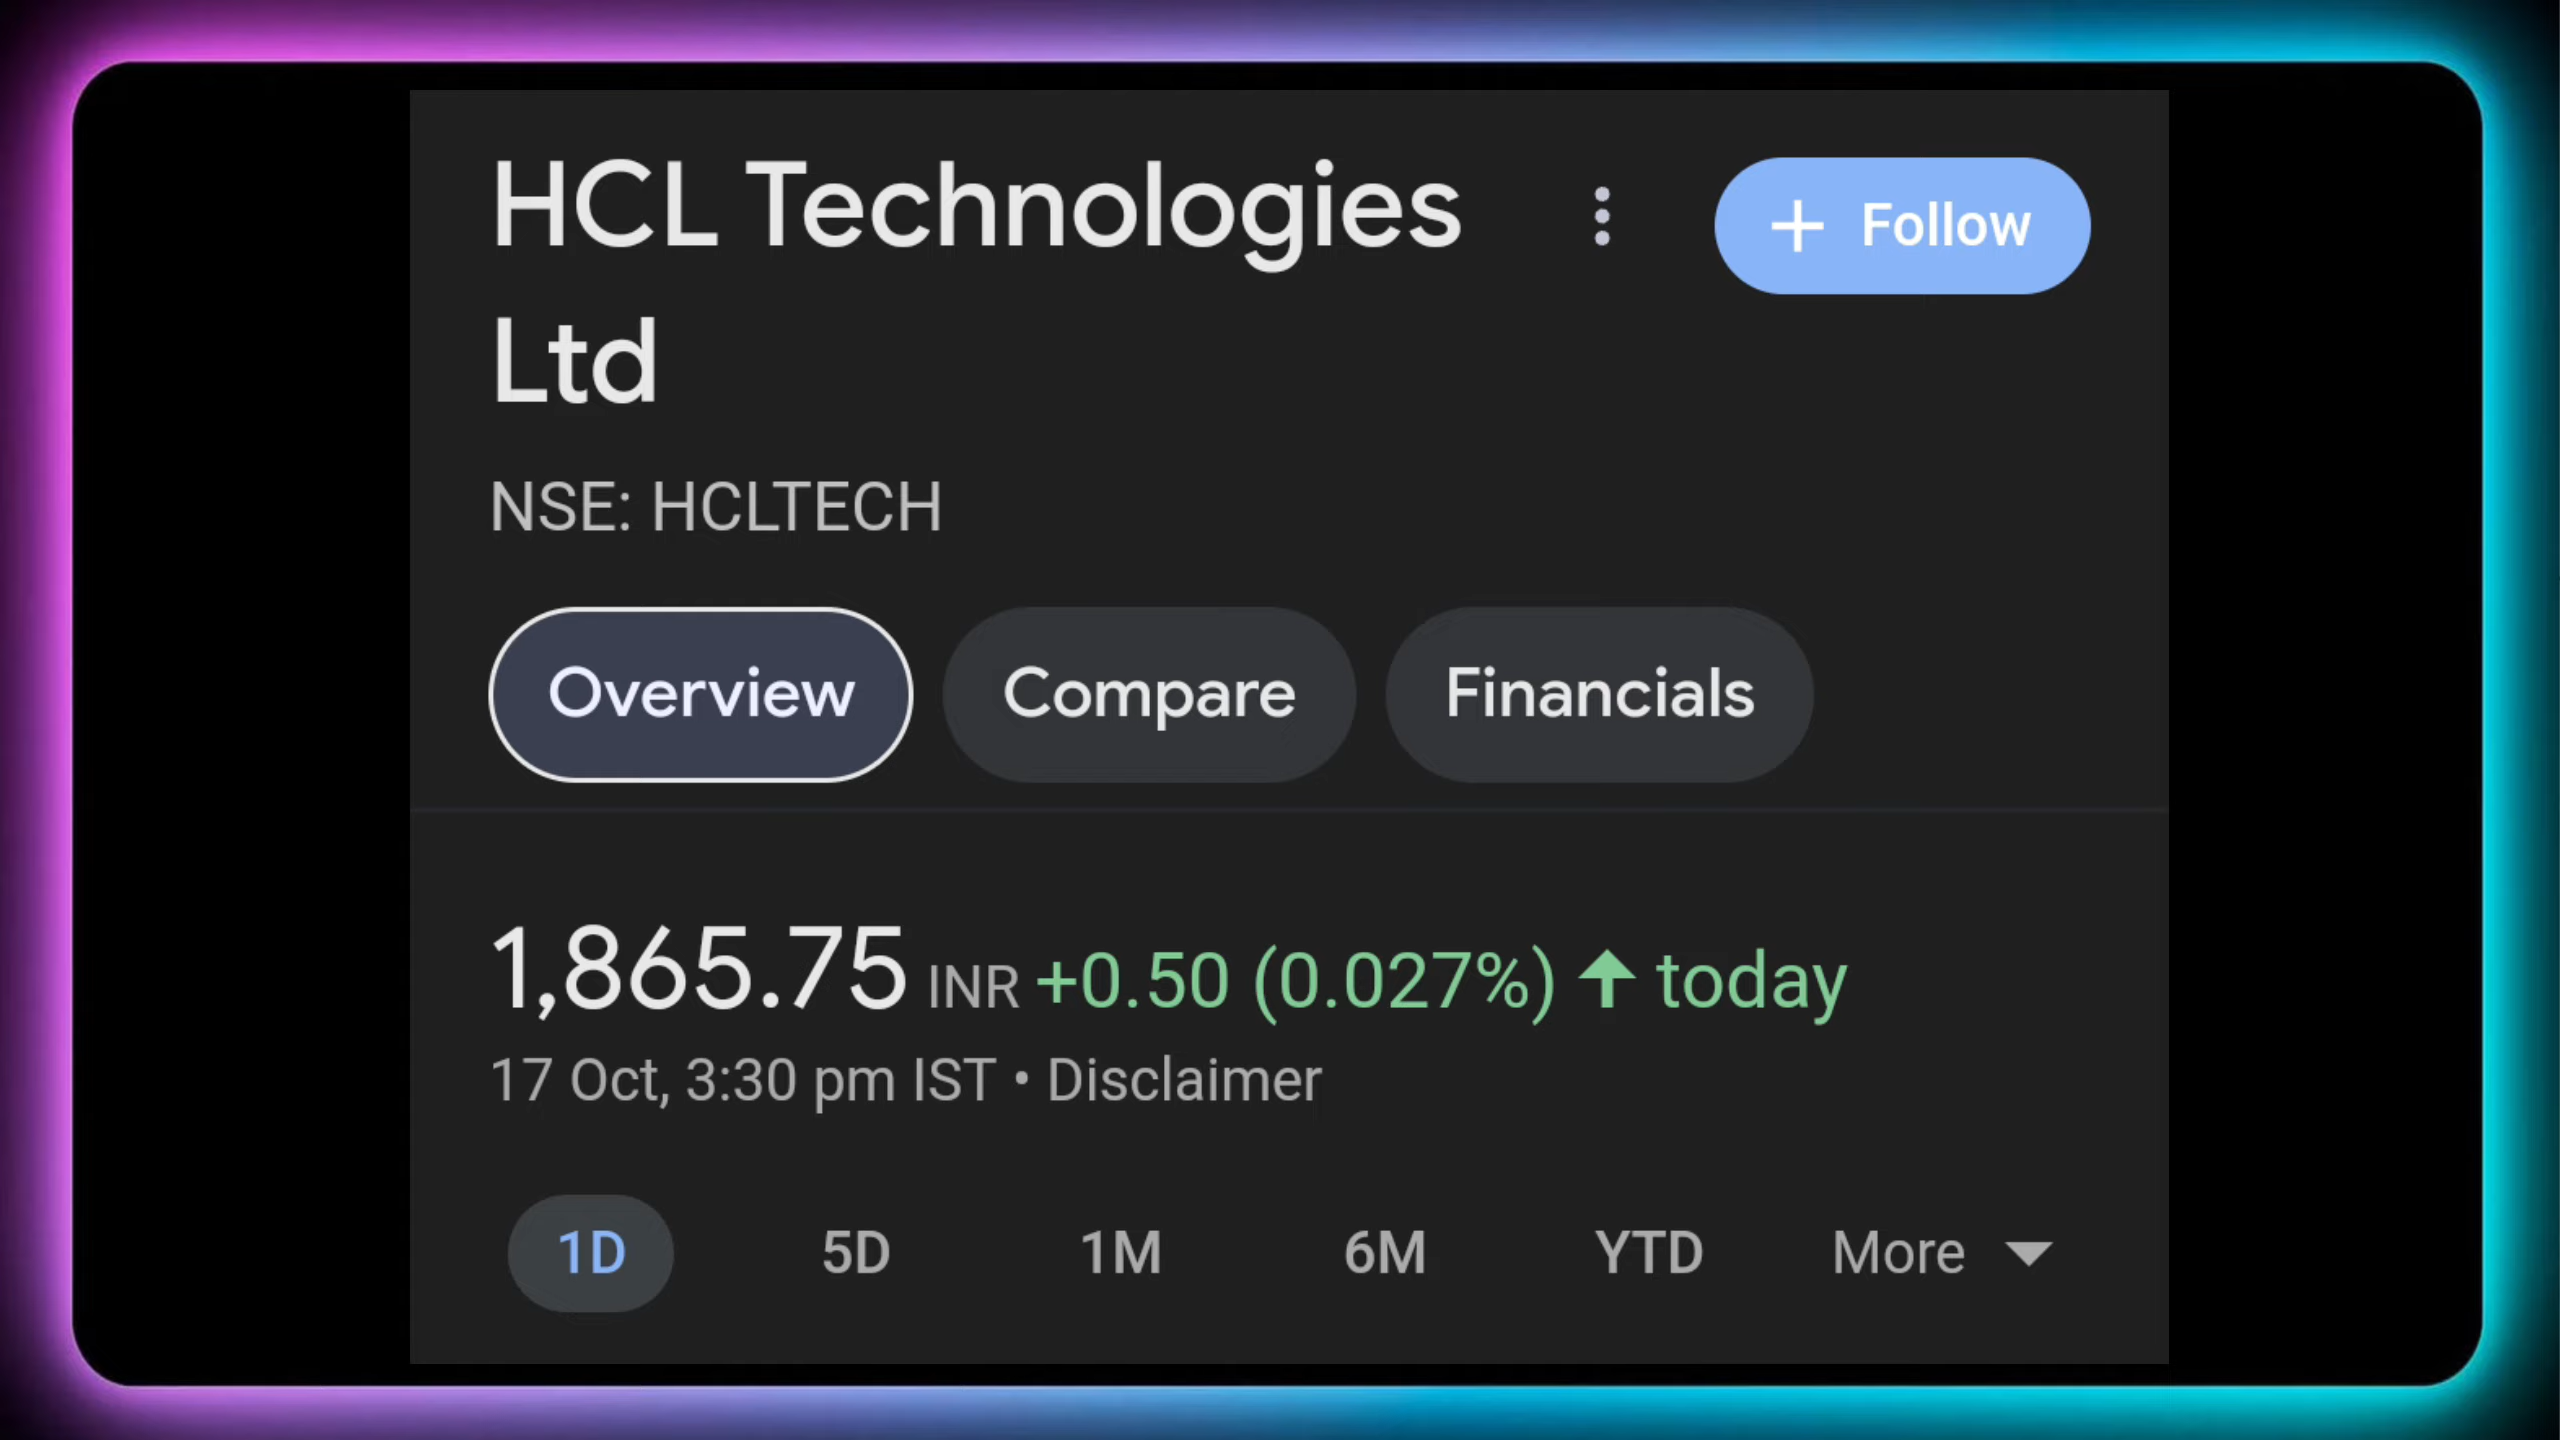 HCL Technologies
Ltd
+ Follow
NSE: HCLTECH
Overview Compare Financials
1,865.75 INR +0.50 (0.027%) ↑ today
17 Oct, 3:30 pm IST • Disclaimer
1D 5D 1M 6M YTD More